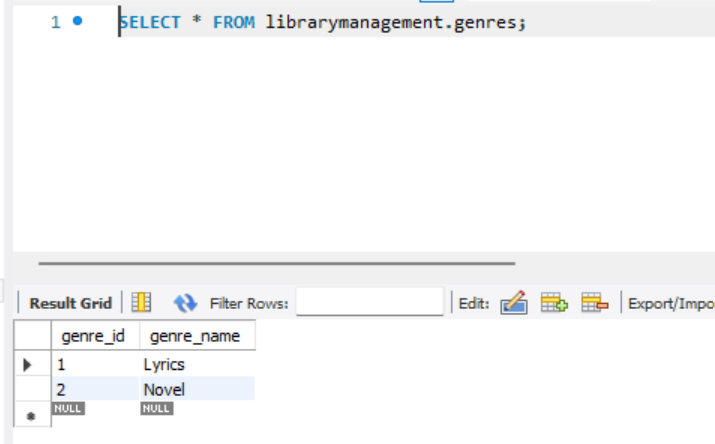 1 SELECT * FROM librarymanagement.genres;
Result Grid Filter Rows: Edit: Export/Impo
genre_id genre_name
1 Lyrics
2 Novel
NULL NULL